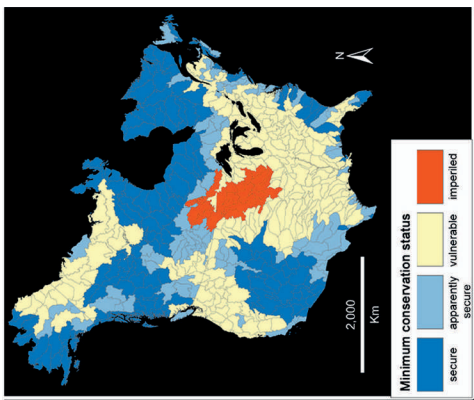 N
2,000
Km
Minimum conservation status
secure
apparently
secure
vulnerable
imperiled